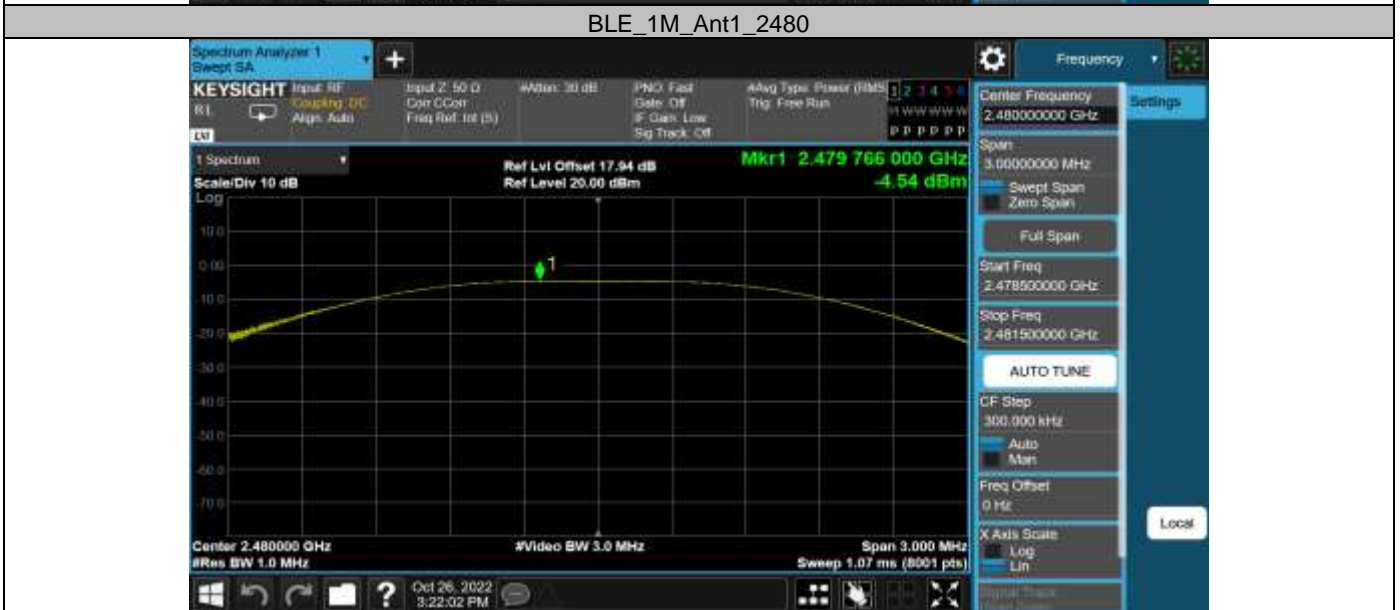 BLE_1M_Ant1_2480
Spectrum Analyzer 1
Swept SA
+
Frequency
KEYSIGHT
Input: RF
Coupling: DC
Align: Auto
Input Z: 50 Ω
Corr CCorr
Freq Ref: Int (S)
#Atten: 30 dB
PNO: Fast
Gate: Off
IF Gain: Low
Sig Track: Off
#Avg Type: Power (RMS
Trig: Free Run
1 2 3 4 5 6
M W W W W W
P P P P P P
Center Frequency
2.480000000 GHz
Settings
1 Spectrum
Scale/Div 10 dB
Ref Lvl Offset 17.94 dB
Ref Level 20.00 dBm
Mkr1 2.479 766 000 GHz
-4.54 dBm
Span
3.00000000 MHz
Swept Span
Zero Span
Full Span
Start Freq
2.478500000 GHz
Stop Freq
2.481500000 GHz
AUTO TUNE
CF Step
300.000 kHz
Auto
Man
Freq Offset
0 Hz
X Axis Scale
Log
Lin
Signal Track
Local
Log
10.0
0.00
-10.0
-20.0
-30.0
-40.0
-50.0
-60.0
-70.0
1
Center 2.480000 GHz
#Res BW 1.0 MHz
#Video BW 3.0 MHz
Span 3.000 MHz
Sweep 1.07 ms (8001 pts)
?
Oct 26, 2022
3:22:02 PM